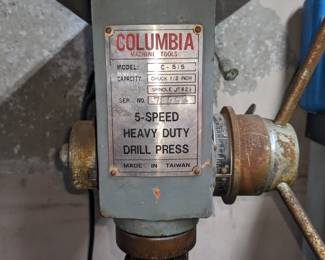 COLUMBIA
MACHINE TOOLS
MODEL: C-515
CAPACITY: CHUCK 1/2 INCH
SPINDLE JT#2
SER. NO.
5-SPEED
HEAVY DUTY
DRILL PRESS
MADE IN TAIWAN